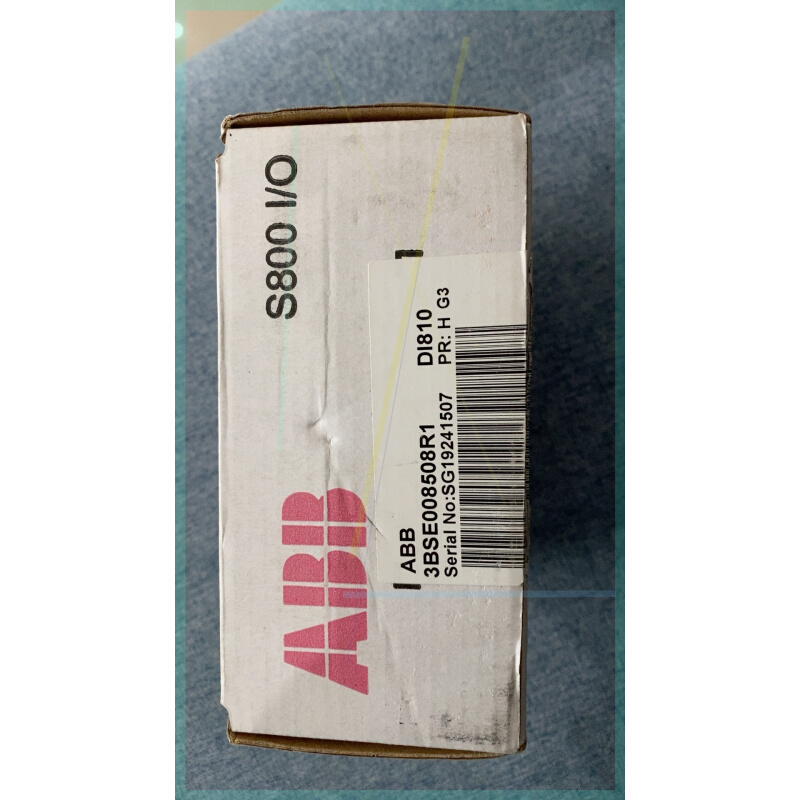 S800 I/O
ABB
ABB
3BSE008508R1 DI810
Serial No:SG19241507 PR: H G3